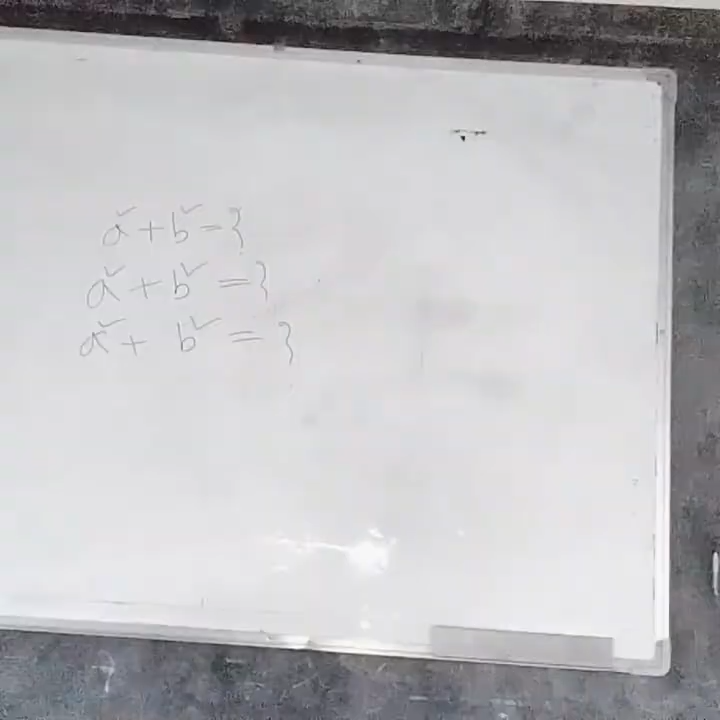 a² + b² = }
a² + b² = }
a² + b² = }